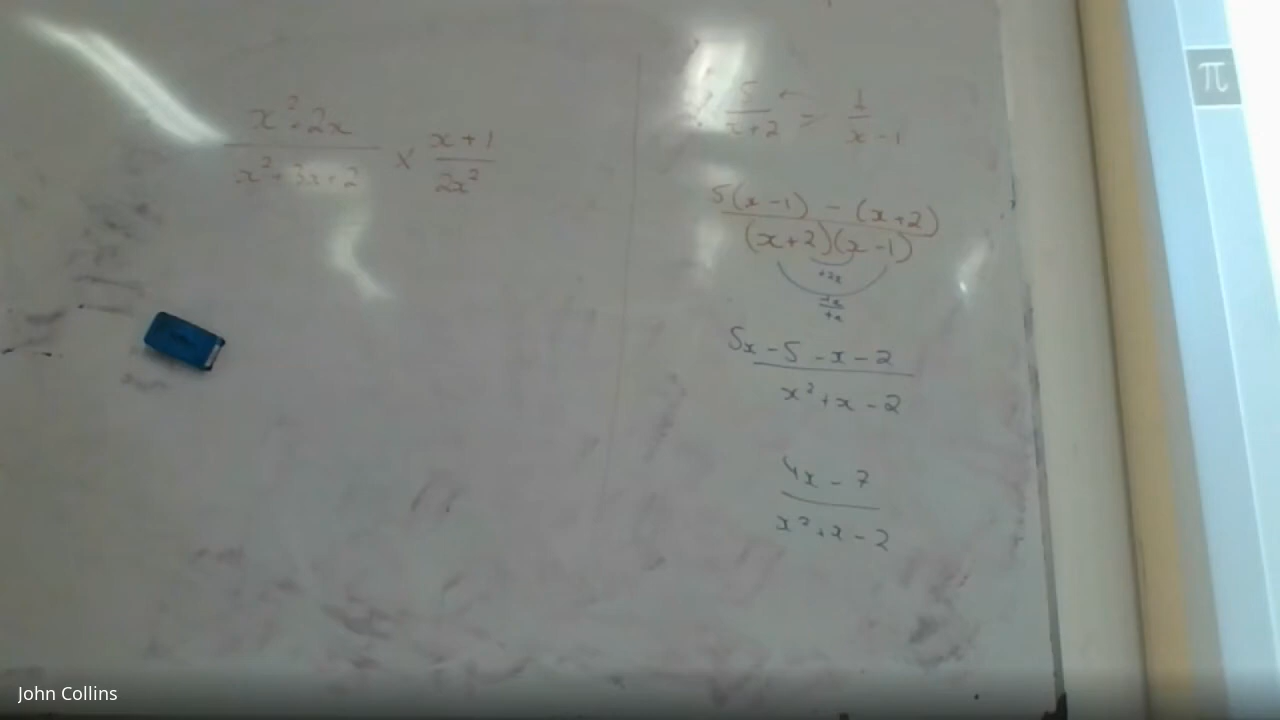 x² + 2x / x² + 3x + 2 × x + 1 / 2x²
5 / x + 2 − 1 / x - 1
5(x - 1) - (x + 2)
(x + 2)(x - 1)
+2x
-x
+x
5x - 5 - x - 2
x² + x - 2
4x - 7
x² + x - 2
π
John Collins